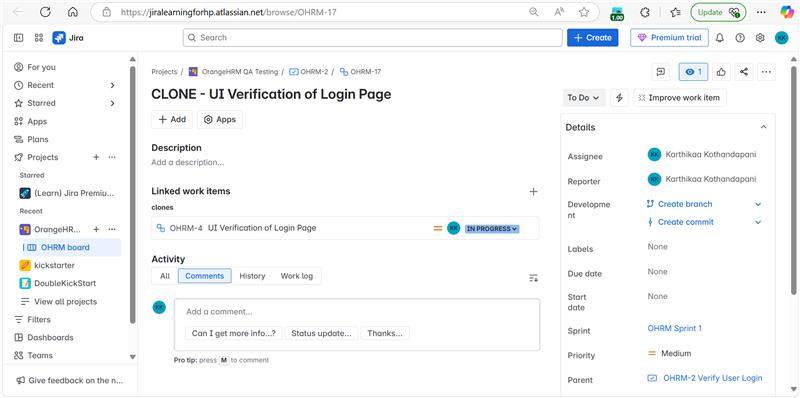 https://jiralearningforhp.atlassian.net/browse/OHRM-17
1.00
Update
Jira
Search
+ Create
Premium trial
KK
For you
Recent
Starred
Apps
Plans
Projects
Starred
(Learn) Jira Premiu...
Recent
OrangeHR...
OHRM board
kickstarter
DoubleKickStart
View all projects
Filters
Dashboards
Teams
Give feedback on the n...
Projects / OrangeHRM QA Testing / OHRM-2 / OHRM-17
CLONE - UI Verification of Login Page
+ Add
Apps
Description
Add a description...
Linked work items
clones
OHRM-4 UI Verification of Login Page KK IN PROGRESS
Activity
All Comments History Work log
KK
Add a comment...
Can I get more info...? Status update... Thanks...
Pro tip: press M to comment
1
To Do
Improve work item
Details
Assignee KK Karthikaa Kothandapani
Reporter KK Karthikaa Kothandapani
Developme
nt
Create branch
Create commit
Labels None
Due date None
Start
date
None
Sprint OHRM Sprint 1
Priority Medium
Parent OHRM-2 Verify User Login